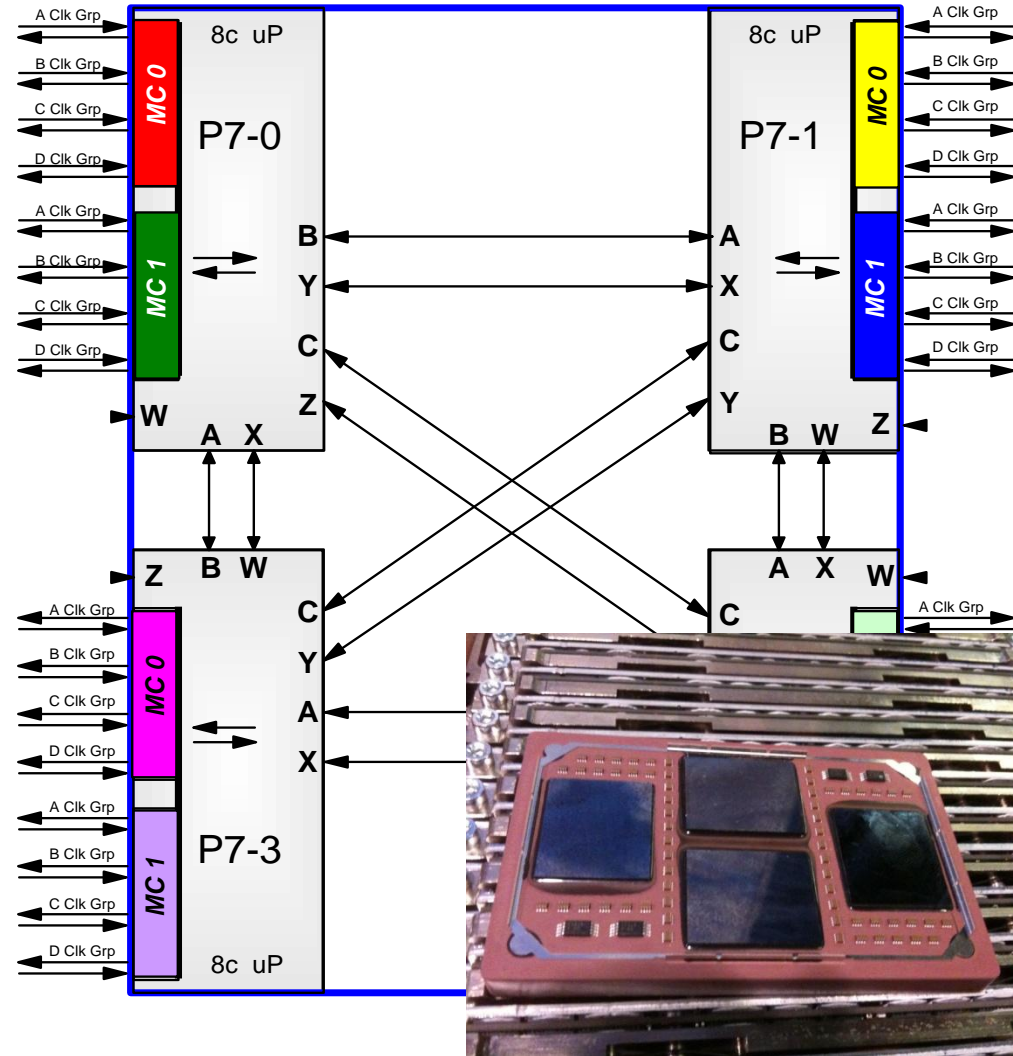 A Clk Grp
B Clk Grp
C Clk Grp
D Clk Grp
A Clk Grp
B Clk Grp
C Clk Grp
D Clk Grp
MC 0
MC 1
8c uP
P7-0
B
Y
C
Z
W
A X
8c uP
P7-1
A
X
C
Y
Z
B W
MC 0
MC 1
A Clk Grp
B Clk Grp
C Clk Grp
D Clk Grp
A Clk Grp
B Clk Grp
C Clk Grp
D Clk Grp
A Clk Grp
B Clk Grp
C Clk Grp
D Clk Grp
A Clk Grp
B Clk Grp
C Clk Grp
D Clk Grp
MC 0
MC 1
Z
B W
C
Y
A
X
P7-3
8c uP
A X
W
C
A Clk Grp